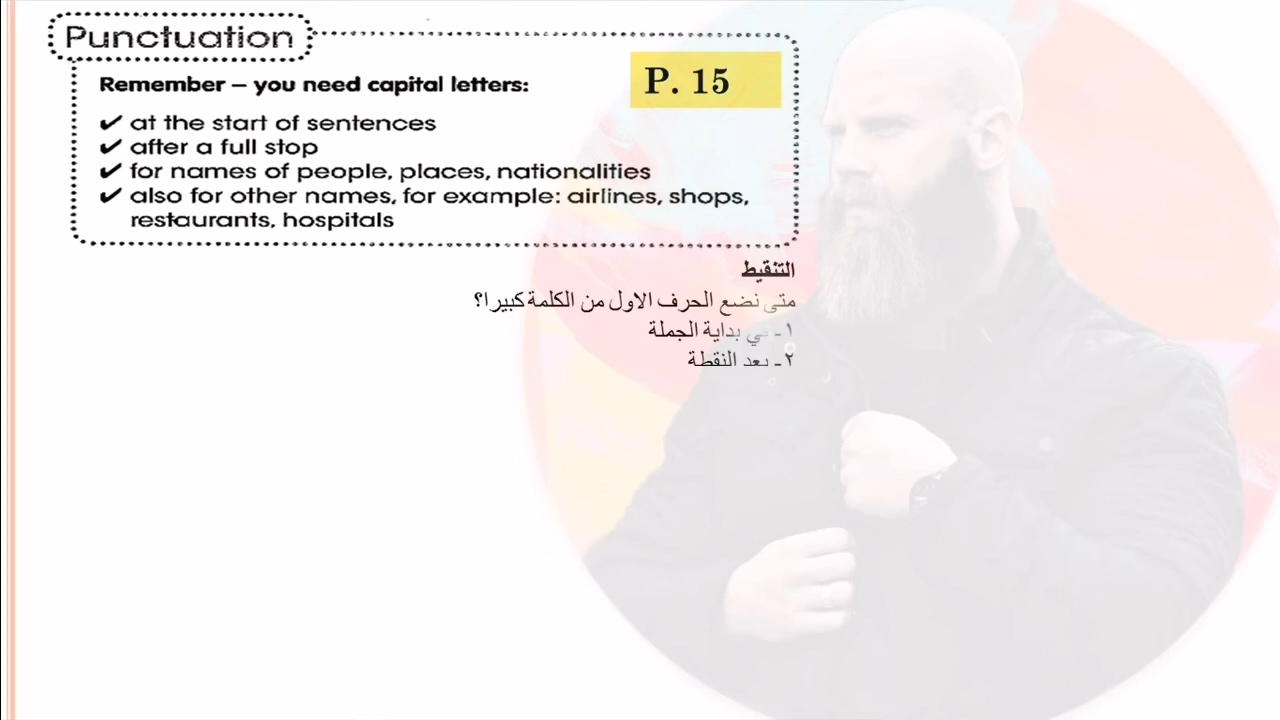 Punctuation
P. 15
Remember – you need capital letters:
✔ at the start of sentences
✔ after a full stop
✔ for names of people, places, nationalities
✔ also for other names, for example: airlines, shops,
restaurants, hospitals
التنقيط
متى نضع الحرف الاول من الكلمة كبيرا؟
١- في بداية الجملة
٢- بعد النقطة